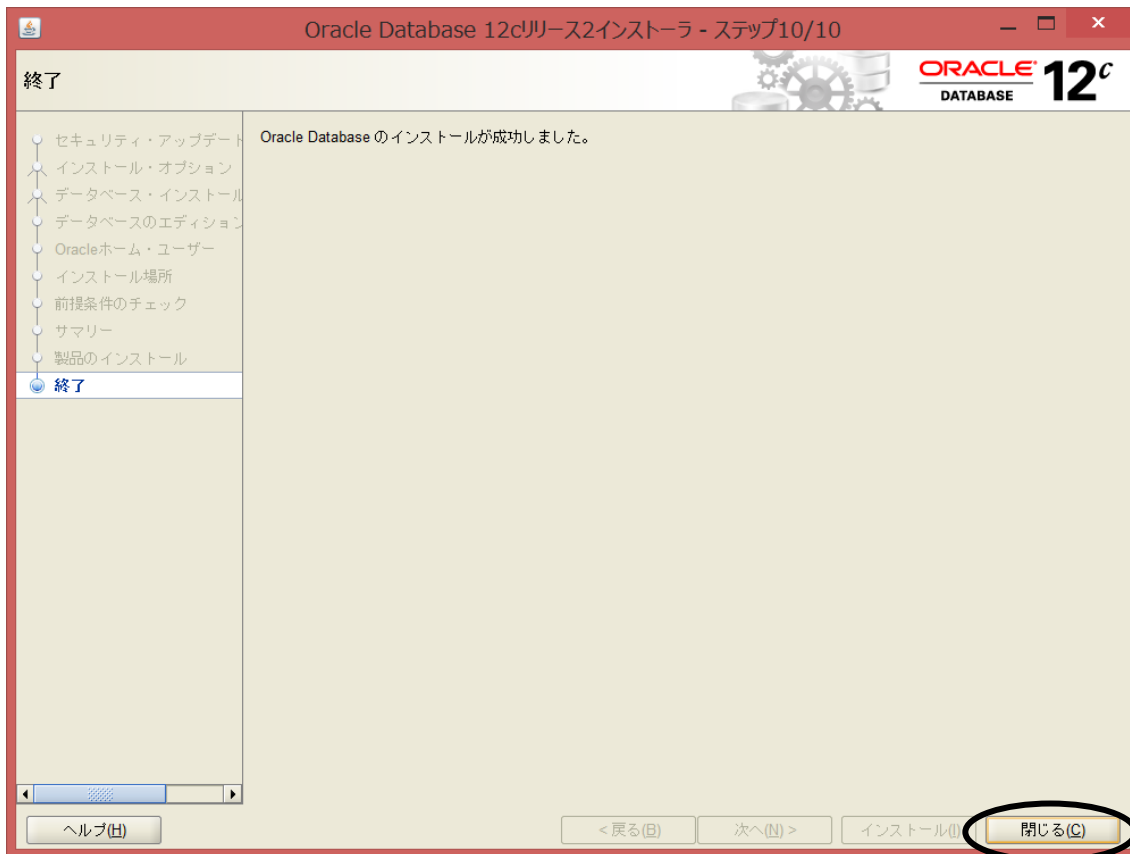 Oracle Database 12cリリース2インストーラ - ステップ10/10
終了
ORACLE
DATABASE
12c
セキュリティ・アップデート
インストール・オプション
データベース・インストール
データベースのエディション
Oracleホーム・ユーザー
インストール場所
前提条件のチェック
サマリー
製品のインストール
終了
Oracle Database のインストールが成功しました。
ヘルプ(H)
< 戻る(B)
次へ(N) >
インストール(I)
閉じる(C)